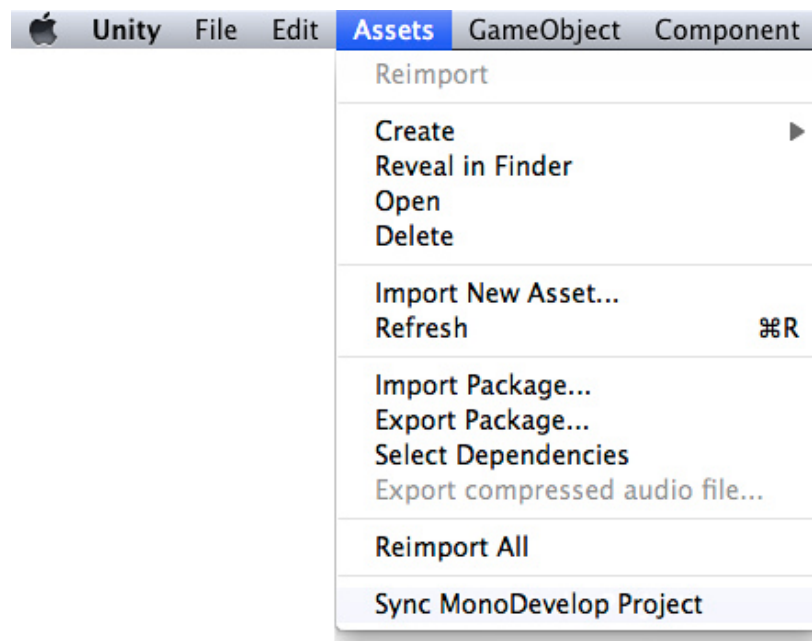 Unity File Edit Assets GameObject Component
Reimport
Create
Reveal in Finder
Open
Delete
Import New Asset...
Refresh ⌘R
Import Package...
Export Package...
Select Dependencies
Export compressed audio file...
Reimport All
Sync MonoDevelop Project